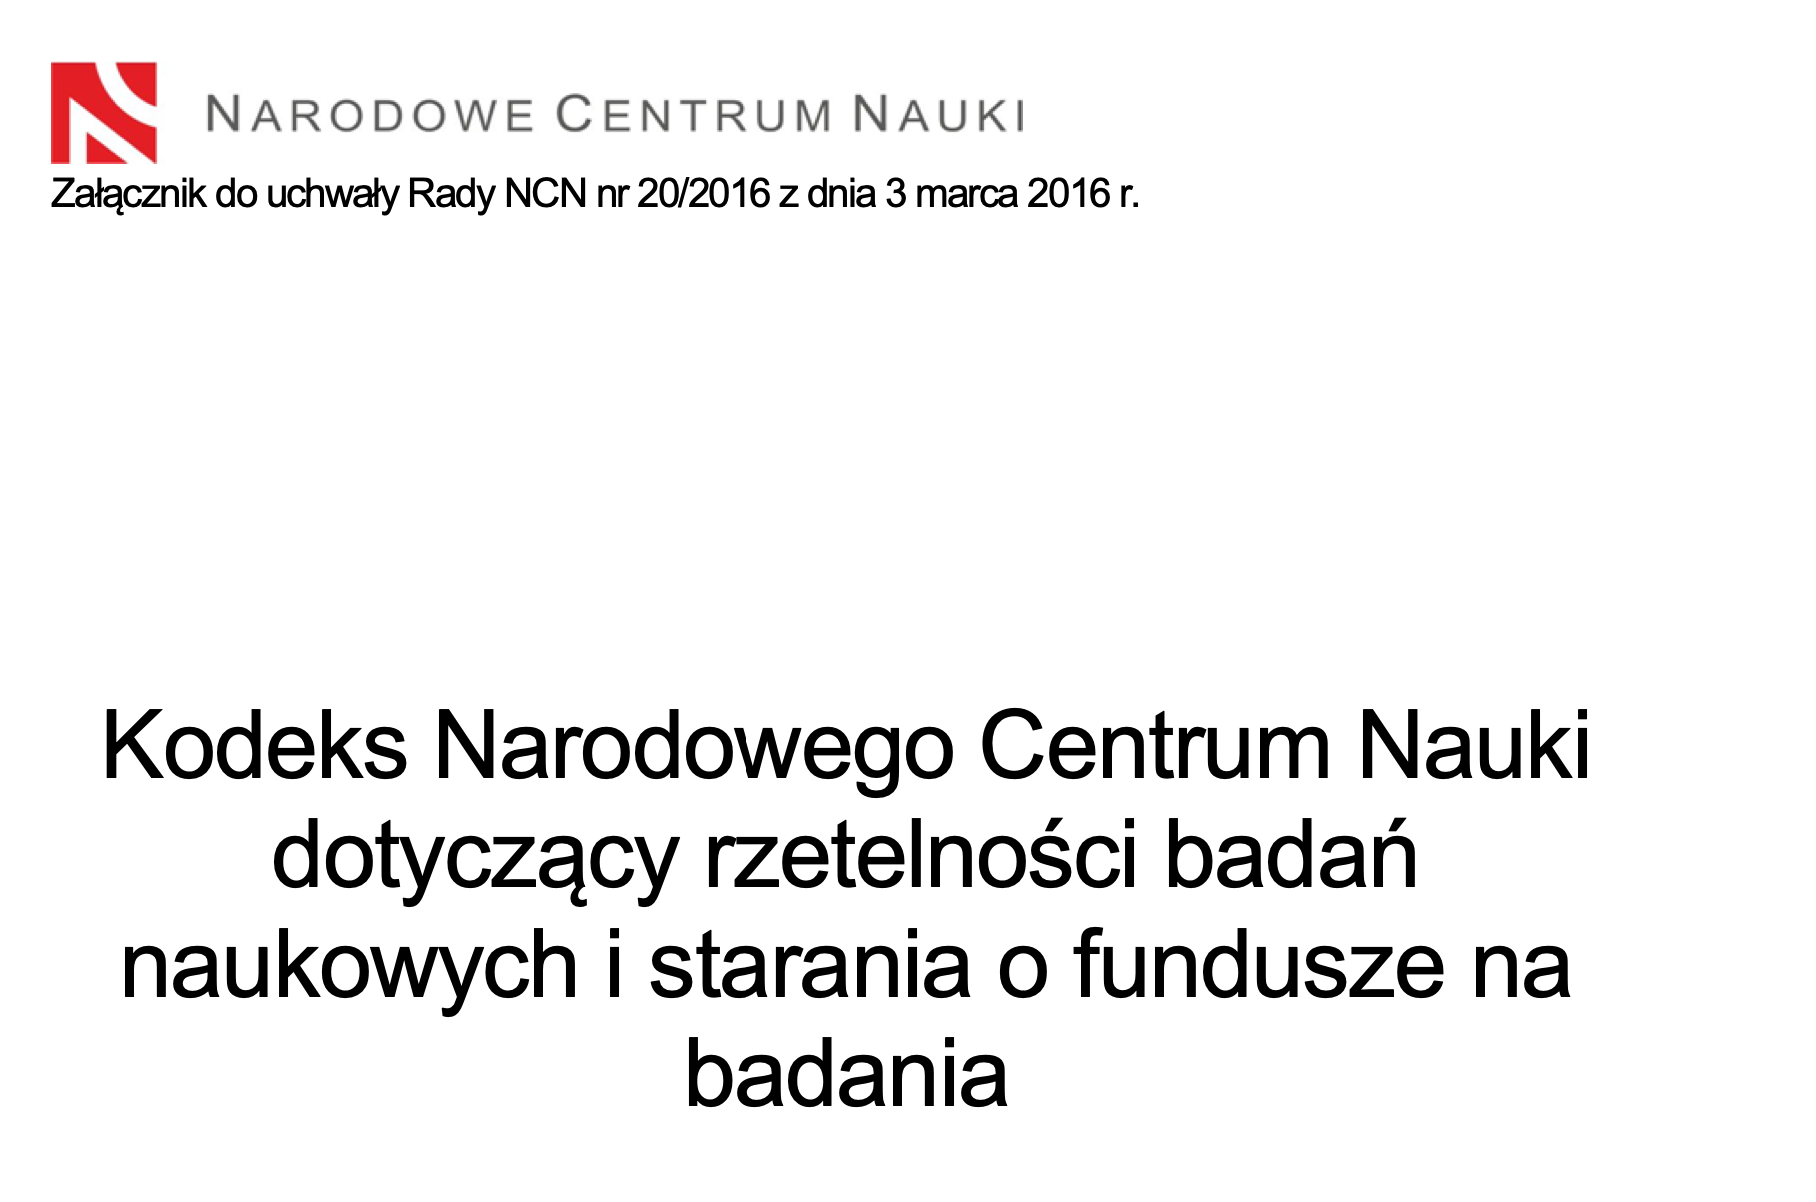 NARODOWE CENTRUM NAUKI
Załącznik do uchwały Rady NCN nr 20/2016 z dnia 3 marca 2016 r.
Kodeks Narodowego Centrum Nauki
dotyczący rzetelności badań
naukowych i starania o fundusze na
badania